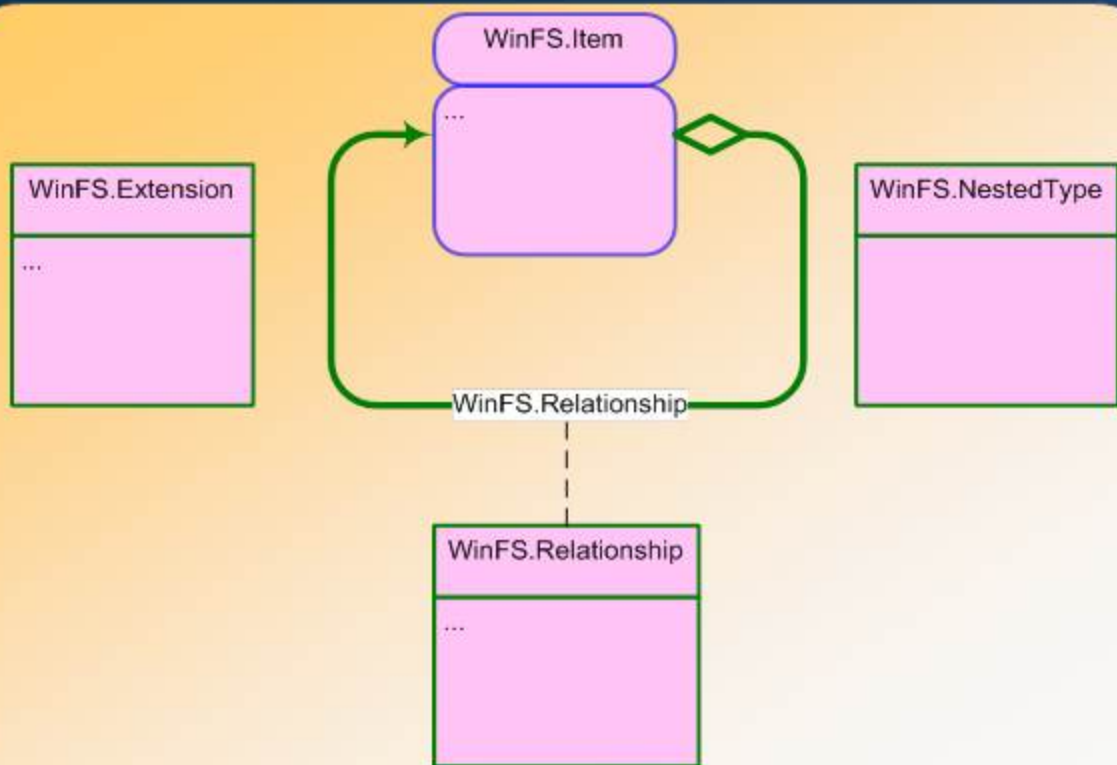 WinFS.Item
...
WinFS.Extension
...
WinFS.NestedType
WinFS.Relationship
WinFS.Relationship
...